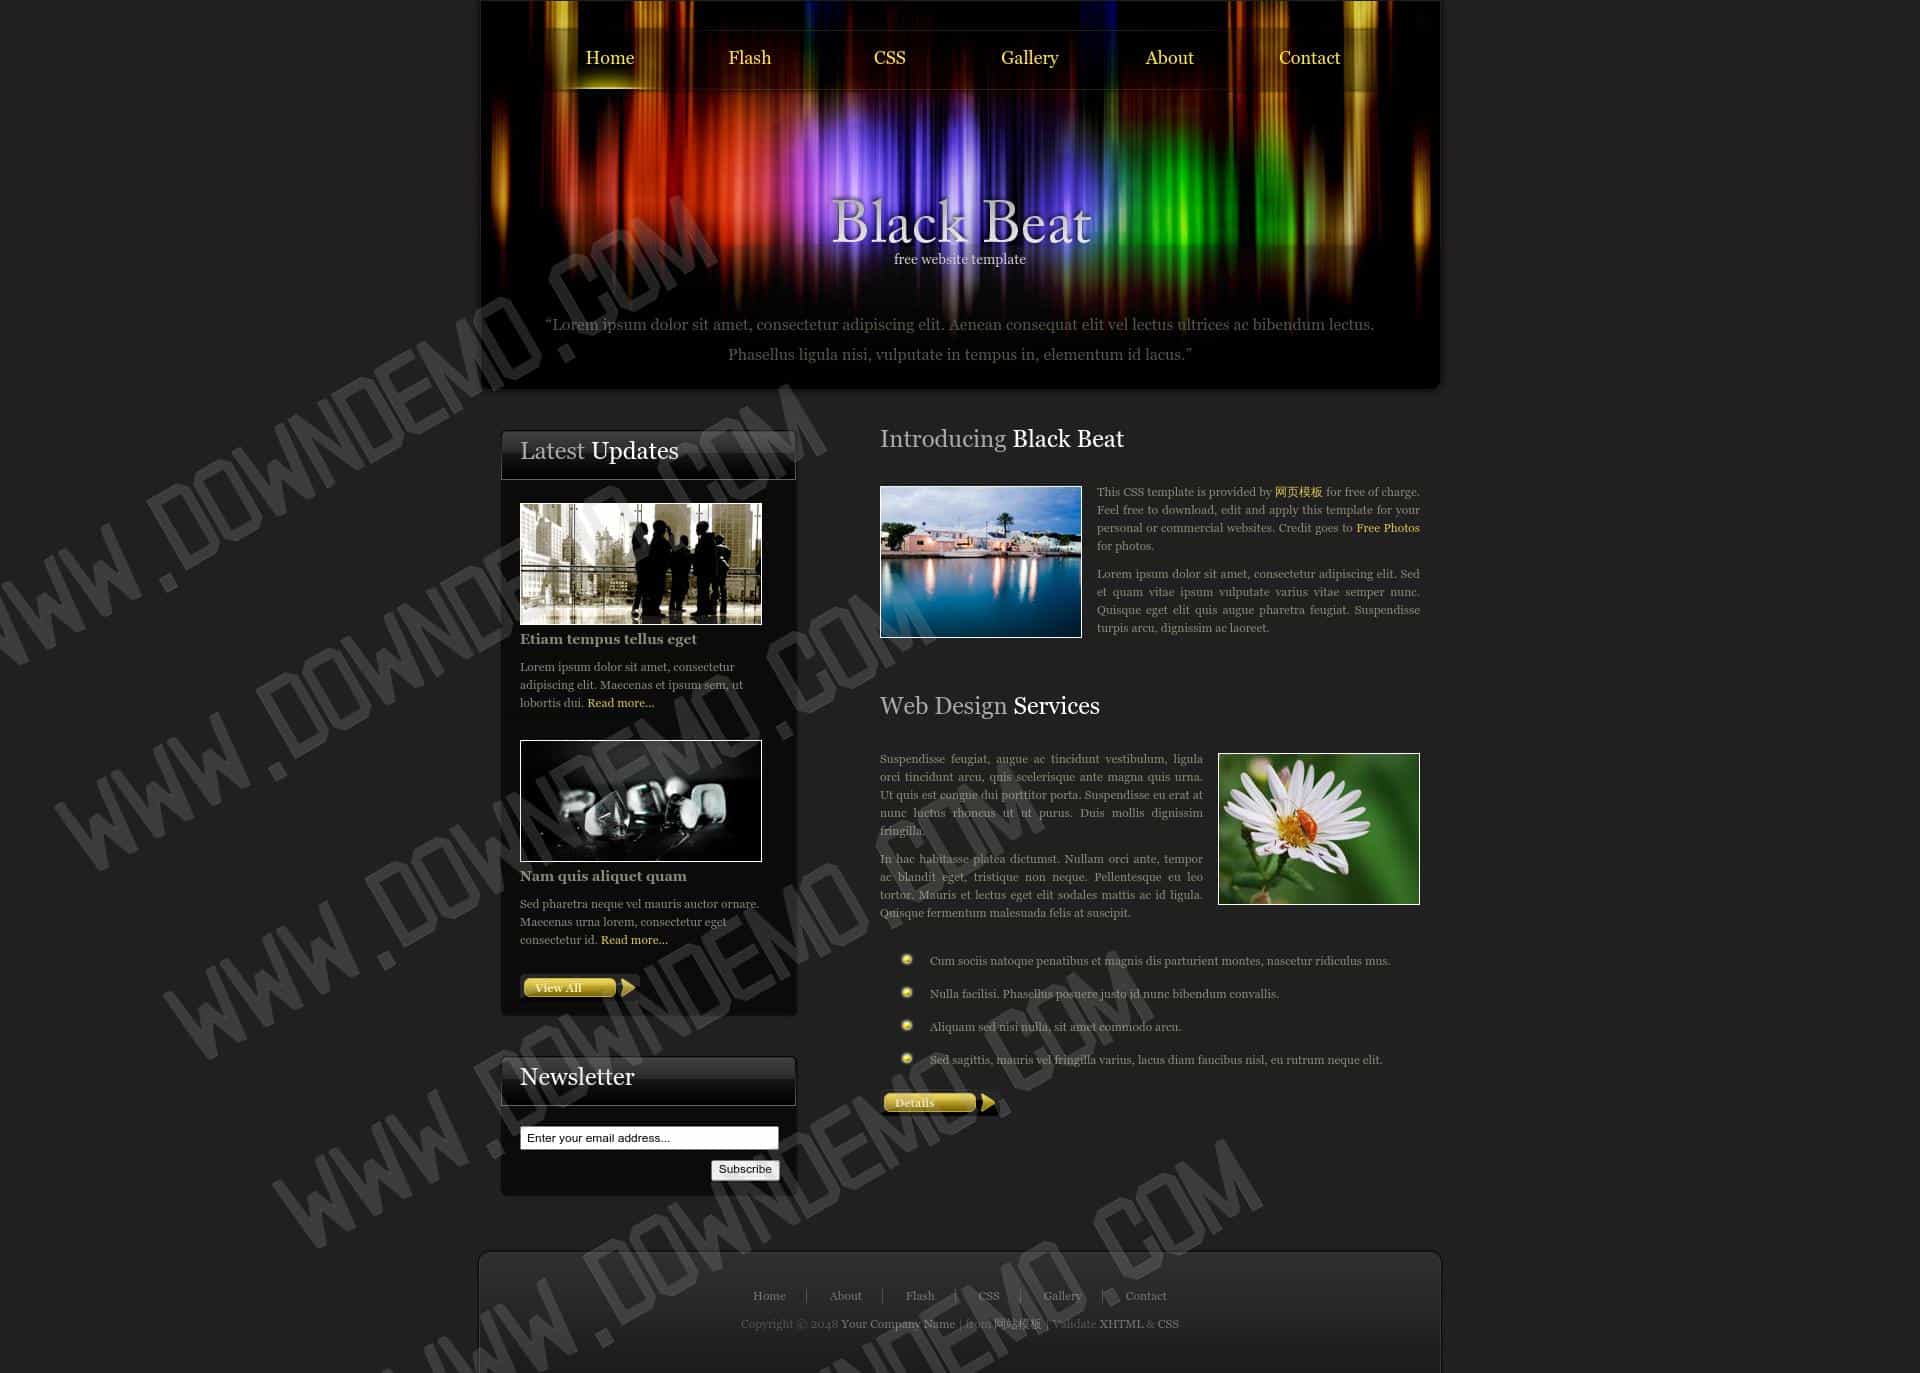 Home Flash CSS Gallery About Contact
Black Beat
free website template
“Lorem ipsum dolor sit amet, consectetur adipiscing elit. Aenean consequat elit vel lectus ultrices ac bibendum lectus.
Phasellus ligula nisi, vulputate in tempus in, elementum id lacus.”
Latest Updates
Etiam tempus tellus eget
Lorem ipsum dolor sit amet, consectetur
adipiscing elit. Maecenas et ipsum sem, ut
lobortis dui. Read more...
Nam quis aliquet quam
Sed pharetra neque vel mauris auctor ornare.
Maecenas urna lorem, consectetur eget
consectetur id. Read more...
View All
Newsletter
Enter your email address...
Subscribe
Introducing Black Beat
This CSS template is provided by 网页模板 for free of charge.
Feel free to download, edit and apply this template for your
personal or commercial websites. Credit goes to Free Photos
for photos.
Lorem ipsum dolor sit amet, consectetur adipiscing elit. Sed
et quam vitae ipsum vulputate varius vitae semper nunc.
Quisque eget elit quis augue pharetra feugiat. Suspendisse
turpis arcu, dignissim ac laoreet.
Web Design Services
Suspendisse feugiat, augue ac tincidunt vestibulum, ligula
orci tincidunt arcu, quis scelerisque ante magna quis urna.
Ut quis est congue dui porttitor porta. Suspendisse eu erat at
nunc luctus rhoncus ut ut purus. Duis mollis dignissim
fringilla.
In hac habitasse platea dictumst. Nullam orci ante, tempor
ac blandit eget, tristique non neque. Pellentesque eu leo
tortor. Mauris et lectus eget elit sodales mattis ac id ligula.
Quisque fermentum malesuada felis at suscipit.
Cum sociis natoque penatibus et magnis dis parturient montes, nascetur ridiculus mus.
Nulla facilisi. Phasellus posuere justo id nunc bibendum convallis.
Aliquam sed nisi nulla, sit amet commodo arcu.
Sed sagittis, mauris vel fringilla varius, lacus diam faucibus nisl, eu rutrum neque elit.
Details
Home | About | Flash | CSS | Gallery | Contact
Copyright © 2048 Your Company Name | from 网站模板 | Validate XHTML & CSS
WWW.DOWNDEMO.COM
WWW.DOWNDEMO.COM
WWW.DOWNDEMO.COM
WWW.DOWNDEMO.COM
WWW.DOWNDEMO.COM